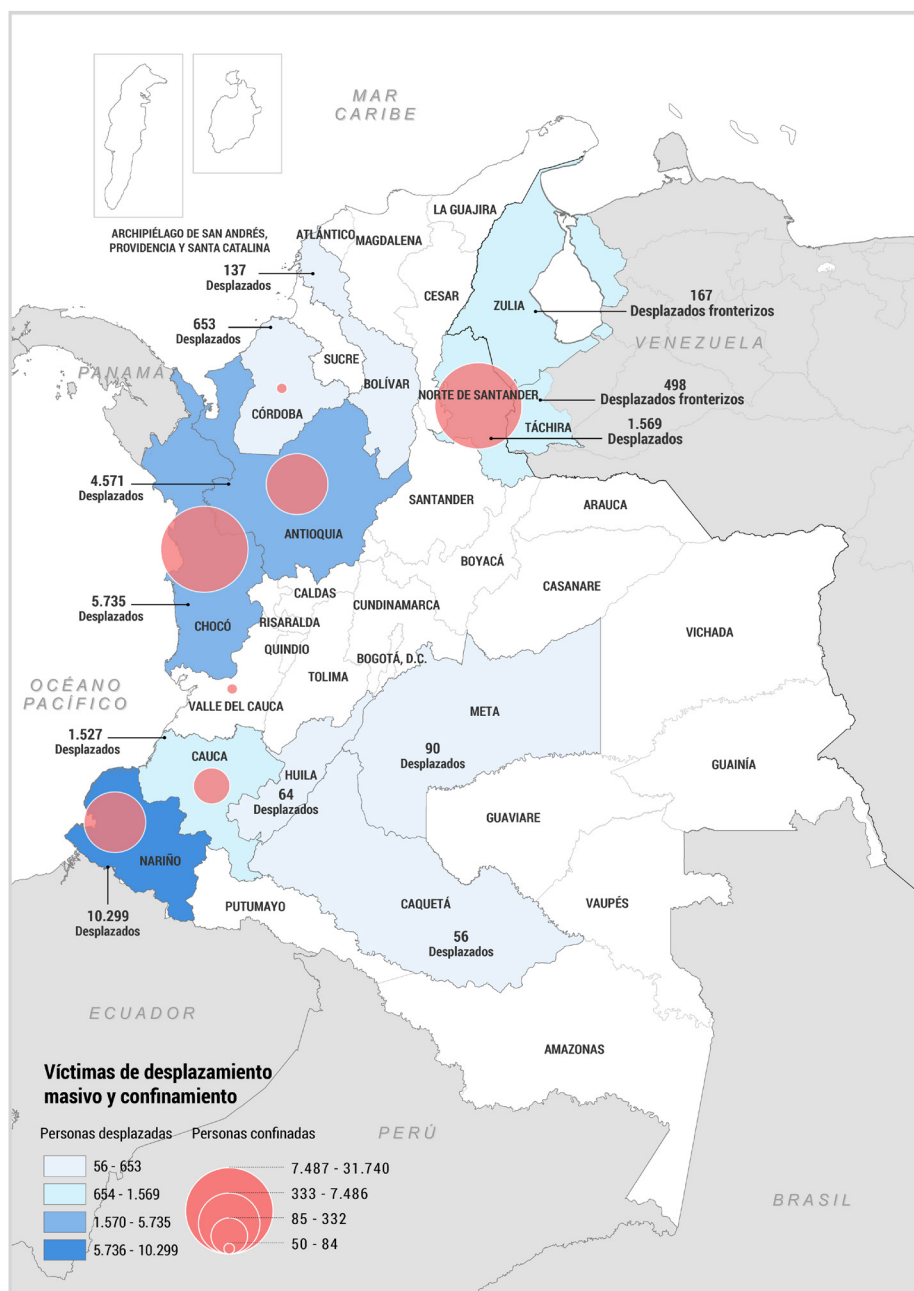 MAR
CARIBE
LA GUAJIRA
ARCHIPIÉLAGO DE SAN ANDRÉS,
PROVIDENCIA Y SANTA CATALINA
ATLÁNTICO
MAGDALENA
137
Desplazados
CESAR
ZULIA
167
Desplazados fronterizos
653
Desplazados
VENEZUELA
SUCRE
PANAMÁ
BOLÍVAR
NORTE DE SANTANDER
498
Desplazados fronterizos
CÓRDOBA
TÁCHIRA
1.569
Desplazados
4.571
Desplazados
SANTANDER
ARAUCA
ANTIOQUIA
BOYACÁ
CASANARE
CALDAS
CUNDINAMARCA
5.735
Desplazados
CHOCÓ
RISARALDA
VICHADA
QUINDIO
BOGOTÁ, D.C.
TOLIMA
OCÉANO
PACÍFICO
VALLE DEL CAUCA
META
1.527
Desplazados
CAUCA
90
Desplazados
GUAINÍA
HUILA
64
Desplazados
GUAVIARE
NARIÑO
PUTUMAYO
CAQUETÁ
VAUPÉS
10.299
Desplazados
56
Desplazados
ECUADOR
AMAZONAS
Víctimas de desplazamiento
masivo y confinamiento
PERÚ
Personas desplazadas
56 - 653
654 - 1.569
1.570 - 5.735
5.736 - 10.299
Personas confinadas
7.487 - 31.740
333 - 7.486
85 - 332
50 - 84
BRASIL